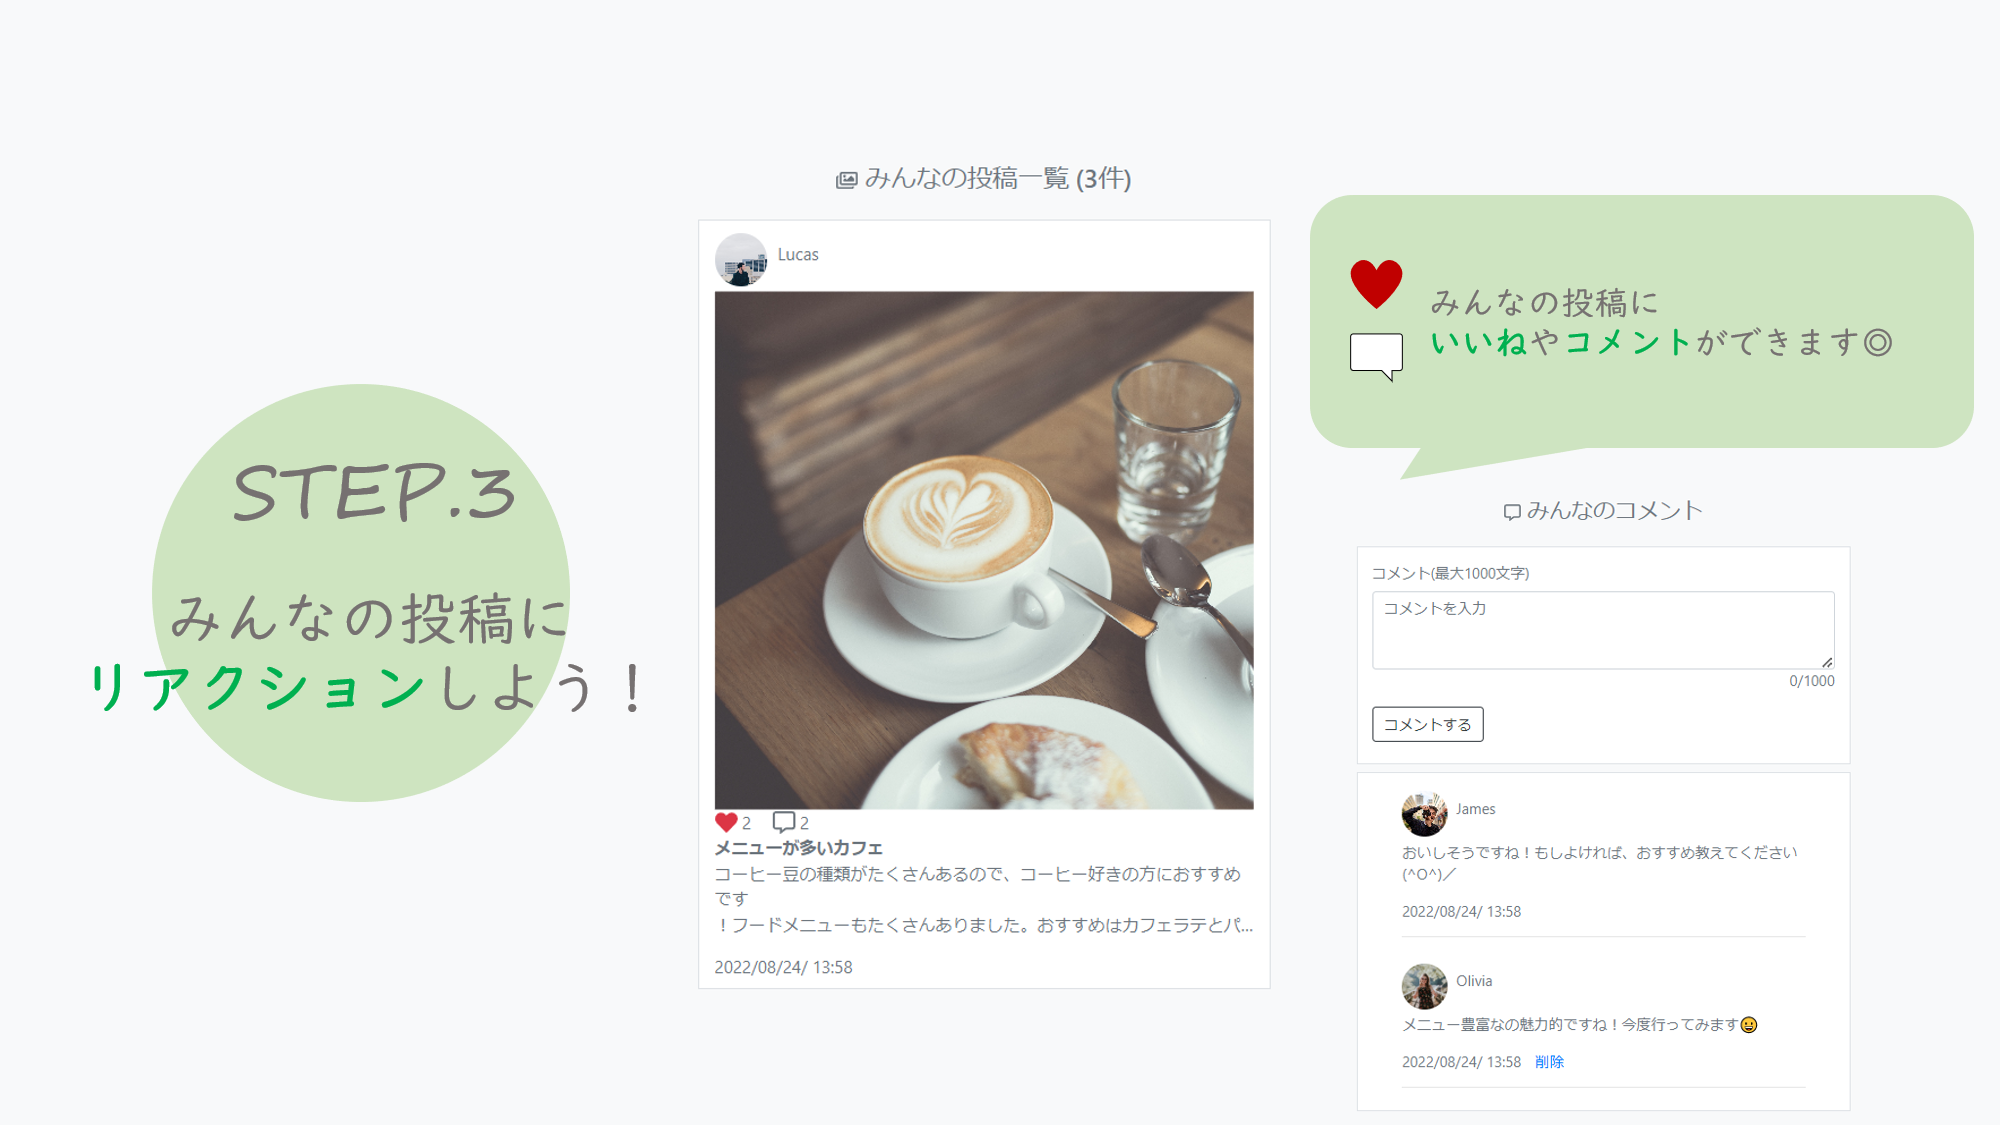 STEP.3
みんなの投稿に
リアクションしよう！
みんなの投稿一覧 (3件)
Lucas
2 2
メニューが多いカフェ
コーヒー豆の種類がたくさんあるので、コーヒー好きの方におすすめ
です
！フードメニューもたくさんありました。おすすめはカフェラテとパ...
2022/08/24/ 13:58
みんなの投稿に
いいねやコメントができます◎
みんなのコメント
コメント(最大1000文字)
コメントを入力
0/1000
コメントする
James
おいしそうですね！もしよければ、おすすめ教えてください
(^O^)／
2022/08/24/ 13:58
Olivia
メニュー豊富なの魅力的ですね！今度行ってみます😀
2022/08/24/ 13:58 削除